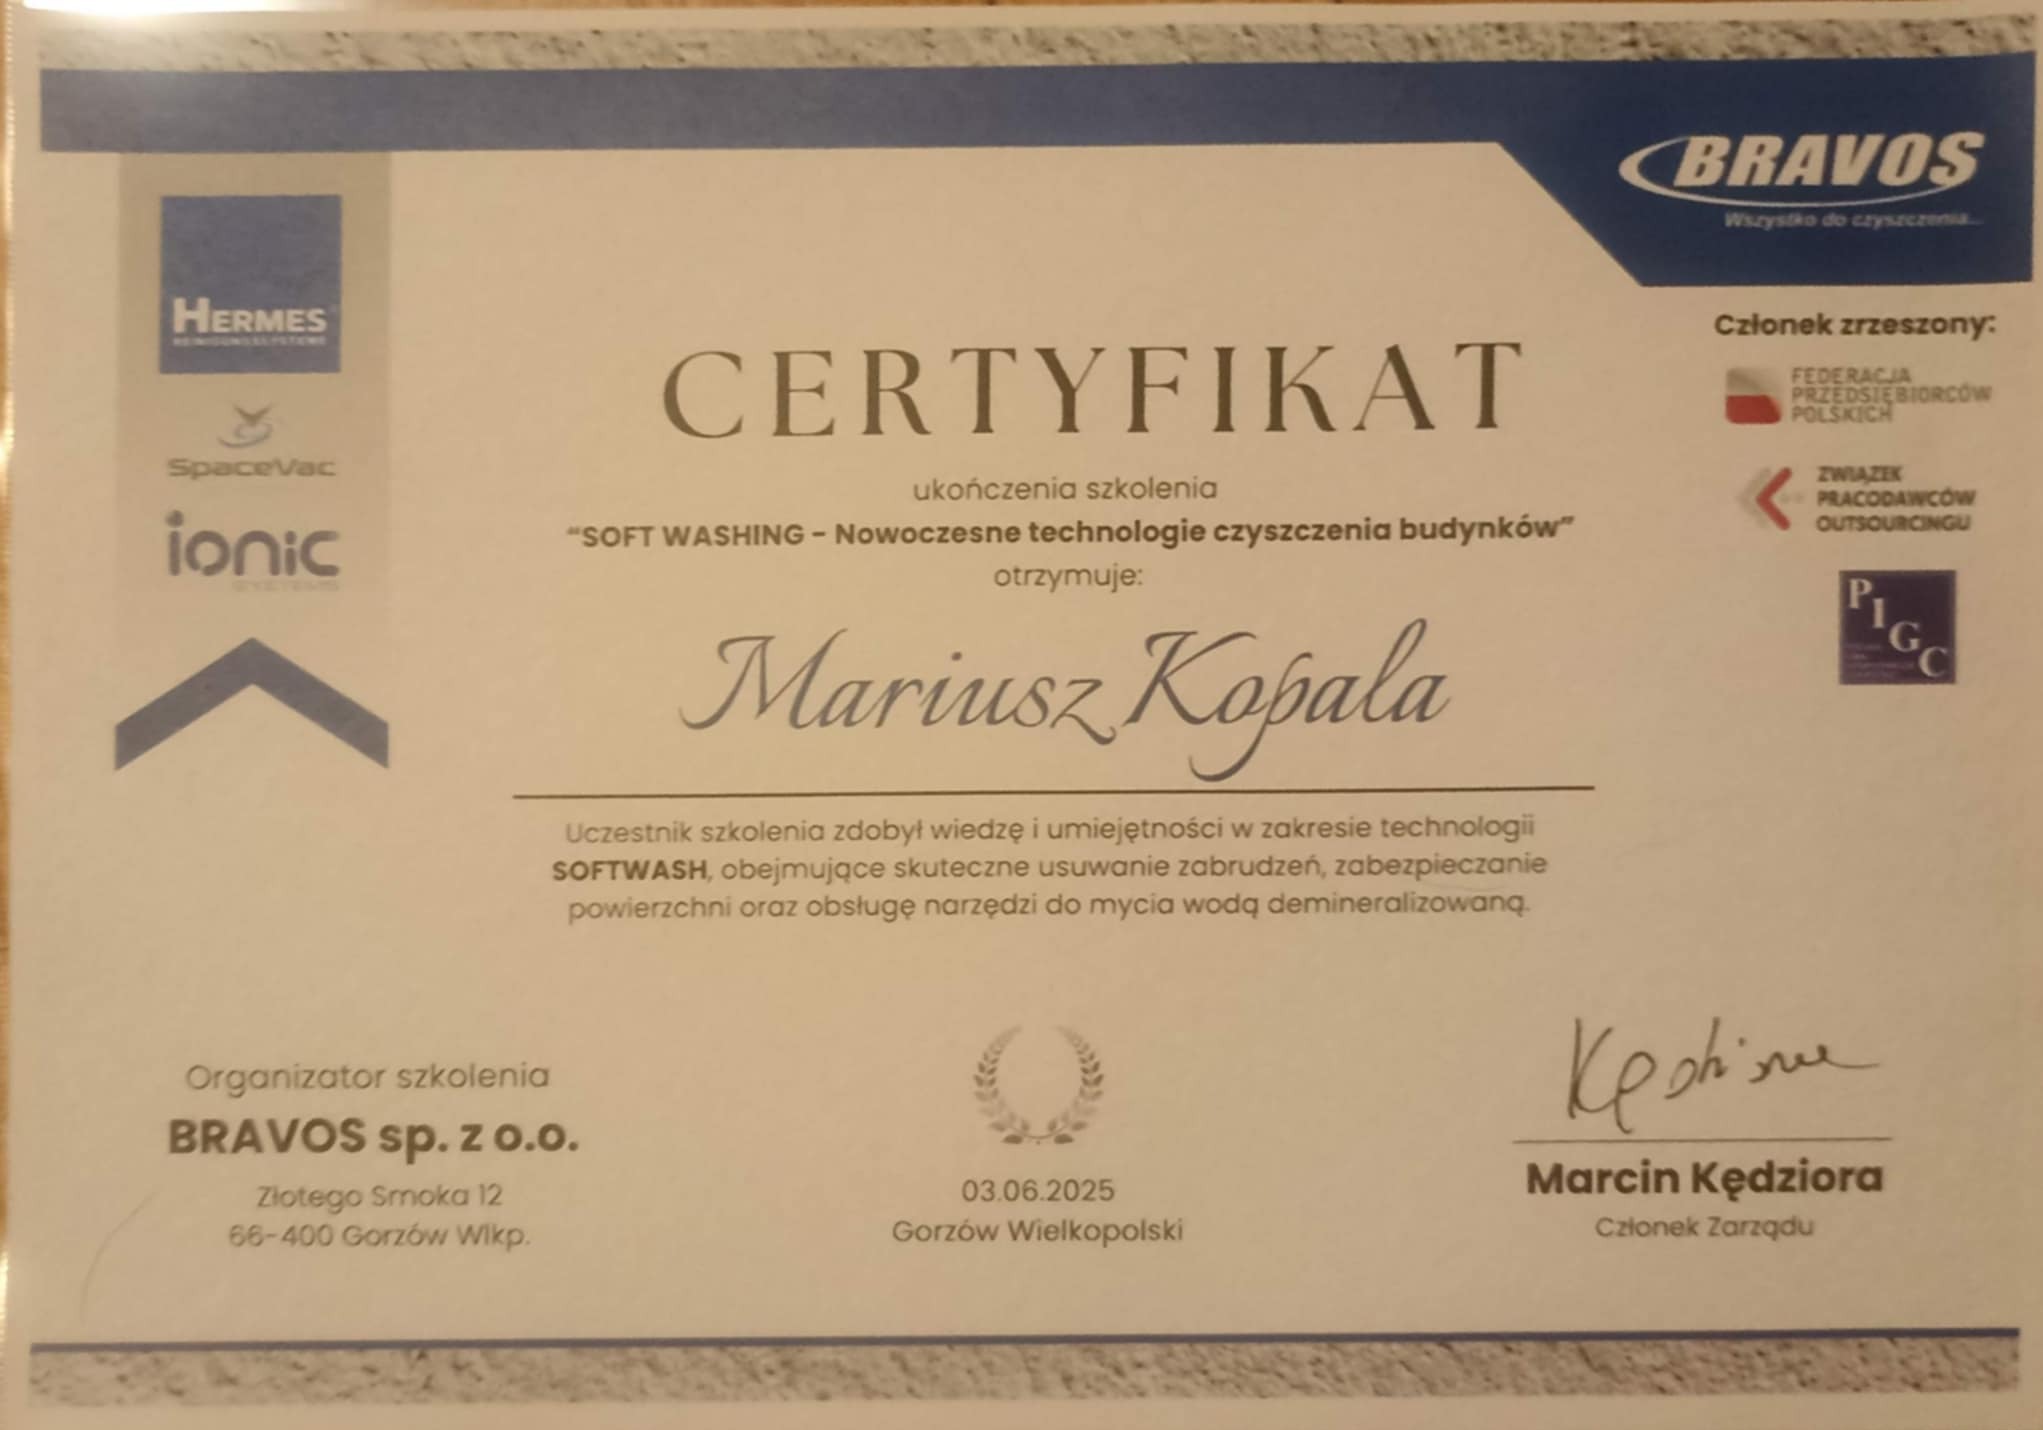 BRAVOS
Wszystko do czyszczenia...
HERMES
REINIGUNGSSYSTEME
SpaceVac
ionic
SYSTEMS
Członek zrzeszony:
FEDERACJA
PRZEDSIĘBIORCÓW
POLSKICH
ZWIĄZEK
PRACODAWCÓW
OUTSOURCINGU
PIGC
CERTYFIKAT
ukończenia szkolenia
“SOFT WASHING - Nowoczesne technologie czyszczenia budynków”
otrzymuje:
Mariusz Kopala
Uczestnik szkolenia zdobył wiedzę i umiejętności w zakresie technologii
SOFTWASH, obejmujące skuteczne usuwanie zabrudzeń, zabezpieczanie
powierzchni oraz obsługę narzędzi do mycia wodą demineralizowaną.
Organizator szkolenia
BRAVOS sp. z o.o.
Złotego Smoka 12
66-400 Gorzów Wlkp.
03.06.2025
Gorzów Wielkopolski
Marcin Kędziora
Członek Zarządu